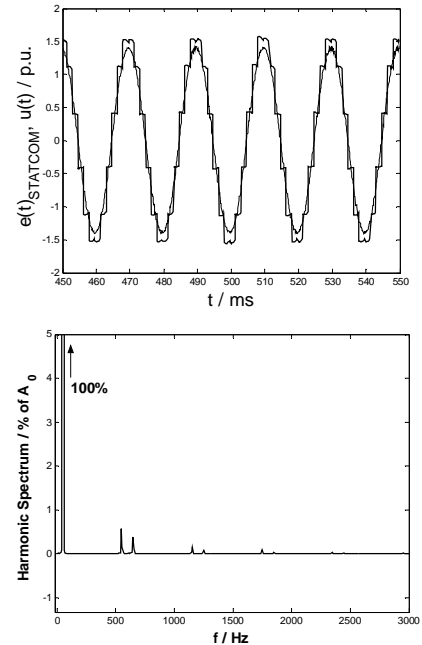 2
1.5
1
0.5
0
-0.5
-1
-1.5
-2
e(t)STATCOM, u(t) / p.u.
450 460 470 480 490 500 510 520 530 540 550
t / ms
5
4
3
2
1
0
-1
Harmonic Spectrum / % of A0
100%
0 500 1000 1500 2000 2500 3000
f / Hz